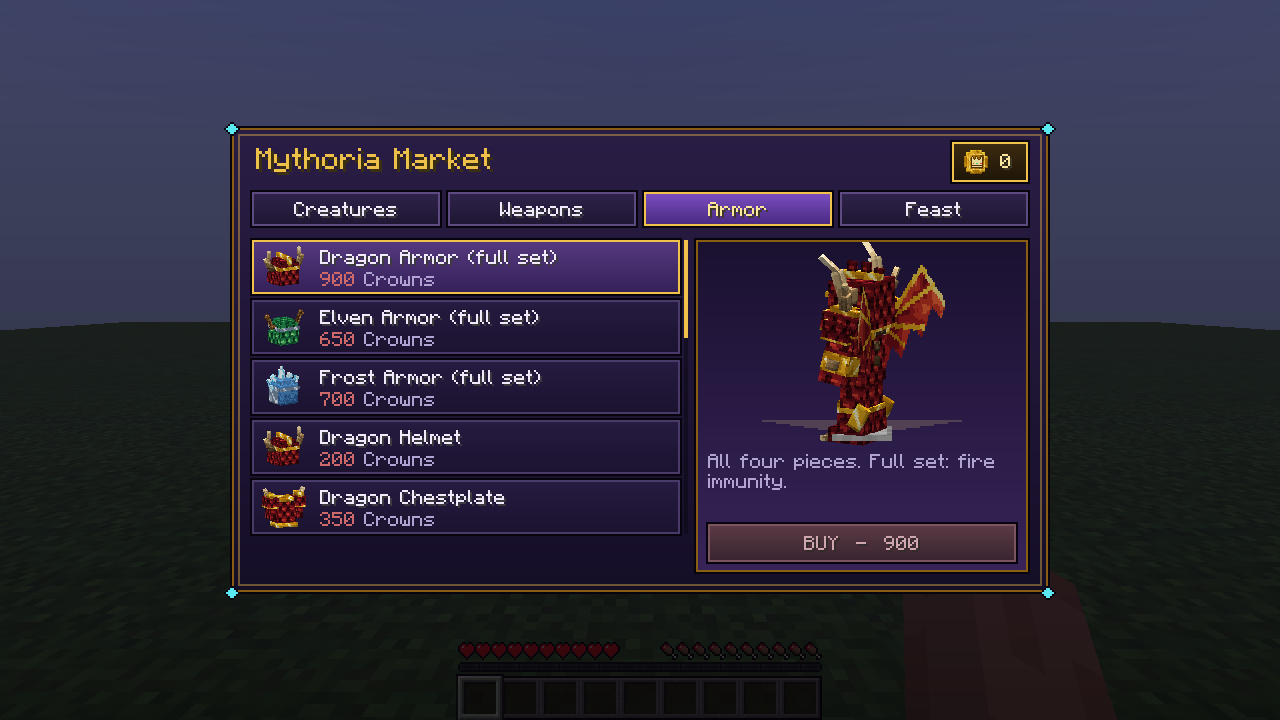 Mythoria Market
0
Creatures
Weapons
Armor
Feast
Dragon Armor (full set)
900 Crowns
Elven Armor (full set)
650 Crowns
Frost Armor (full set)
700 Crowns
Dragon Helmet
200 Crowns
Dragon Chestplate
350 Crowns
All four pieces. Full set: fire
immunity.
BUY - 900